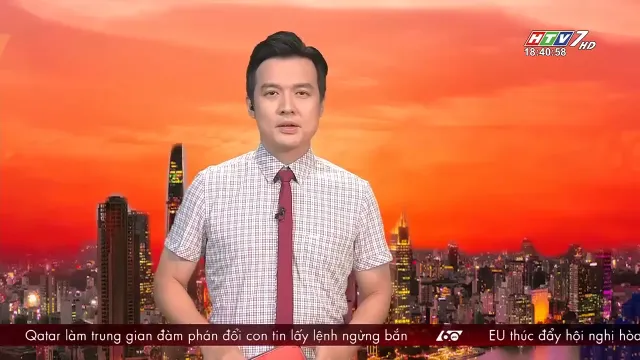 HTV7 HD
18:40:58
Qatar làm trung gian đàm phán đổi con tin lấy lệnh ngừng bắn 60 EU thúc đẩy hội nghị hòa